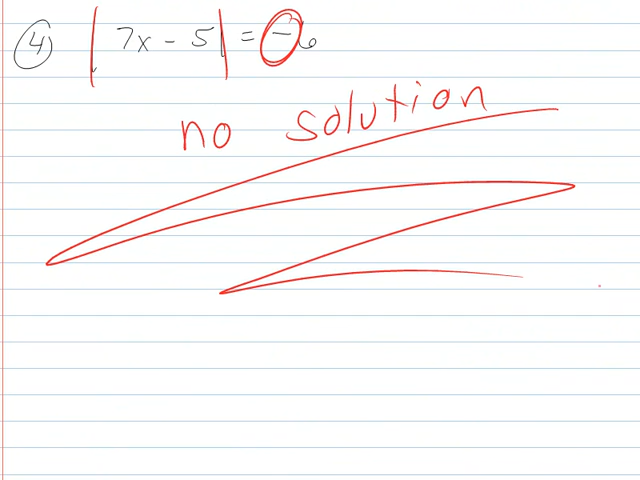 ④ |7x - 5| = -6
no solution